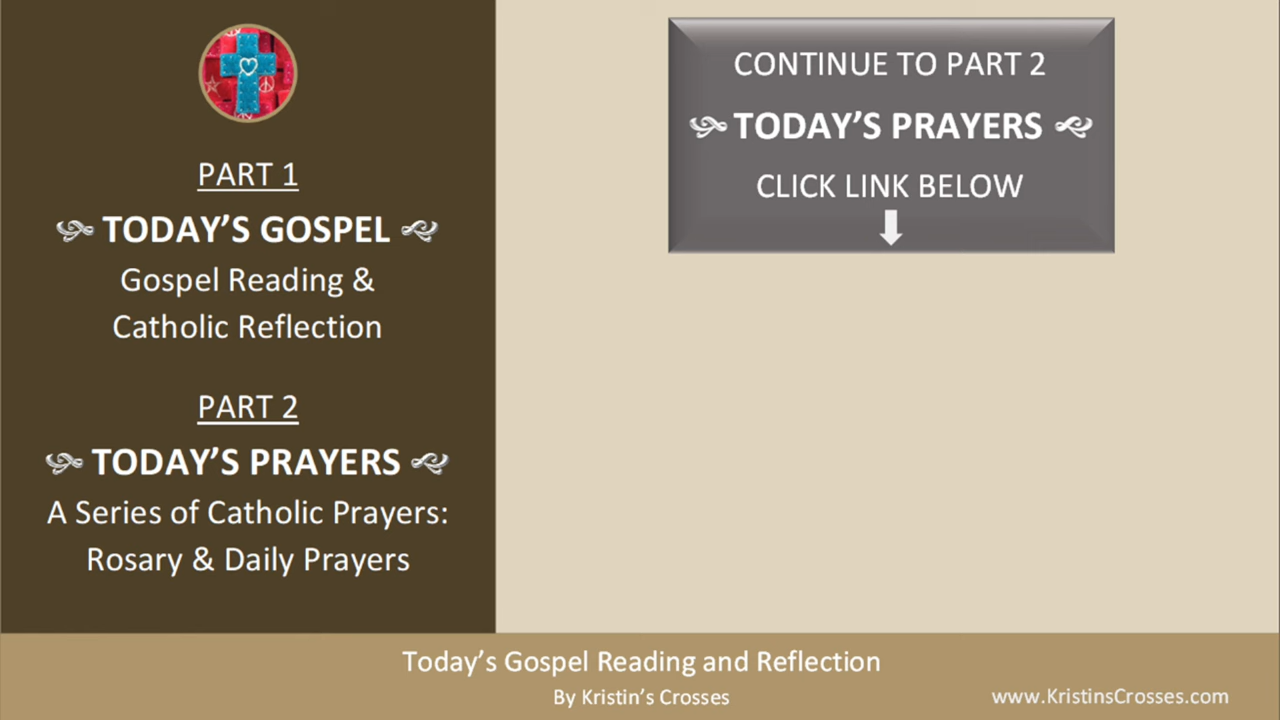 PART 1
TODAY'S GOSPEL
Gospel Reading &
Catholic Reflection
PART 2
TODAY'S PRAYERS
A Series of Catholic Prayers:
Rosary & Daily Prayers
CONTINUE TO PART 2
TODAY'S PRAYERS
CLICK LINK BELOW
Today's Gospel Reading and Reflection
By Kristin's Crosses
www.KristinsCrosses.com